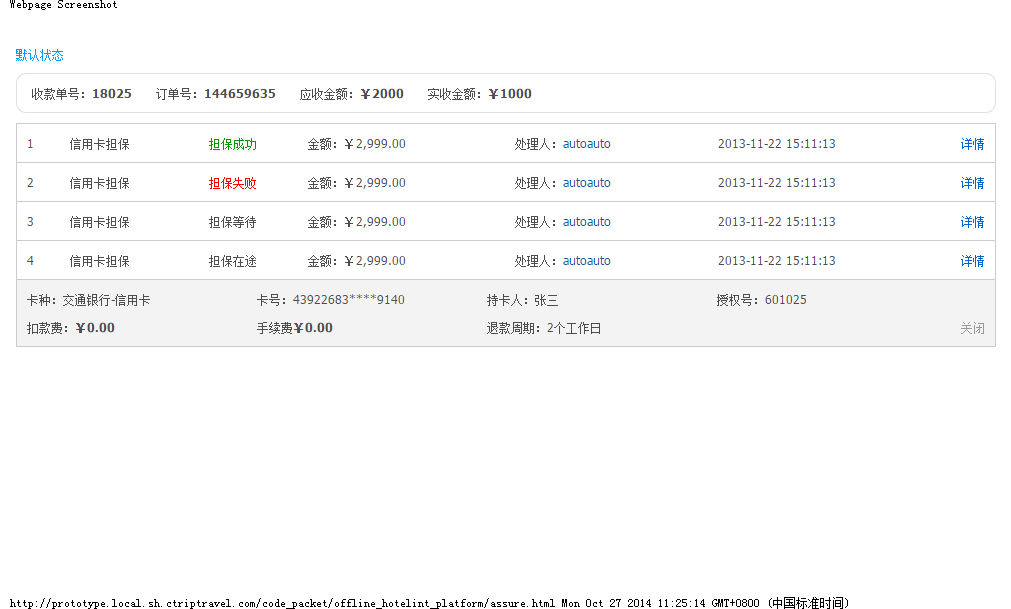 Webpage Screenshot
默认状态
收款单号：18025 订单号：144659635 应收金额：￥2000 实收金额：￥1000
1 信用卡担保 担保成功 金额：￥2,999.00 处理人：autoauto 2013-11-22 15:11:13 详情
2 信用卡担保 担保失败 金额：￥2,999.00 处理人：autoauto 2013-11-22 15:11:13 详情
3 信用卡担保 担保等待 金额：￥2,999.00 处理人：autoauto 2013-11-22 15:11:13 详情
4 信用卡担保 担保在途 金额：￥2,999.00 处理人：autoauto 2013-11-22 15:11:13 详情
卡种：交通银行-信用卡 卡号：43922683****9140 持卡人：张三 授权号：601025
扣款费：￥0.00 手续费￥0.00 退款周期：2个工作日 关闭
http://prototype.local.sh.ctriptravel.com/code_packet/offline_hotelint_platform/assure.html Mon Oct 27 2014 11:25:14 GMT+0800 (中国标准时间)